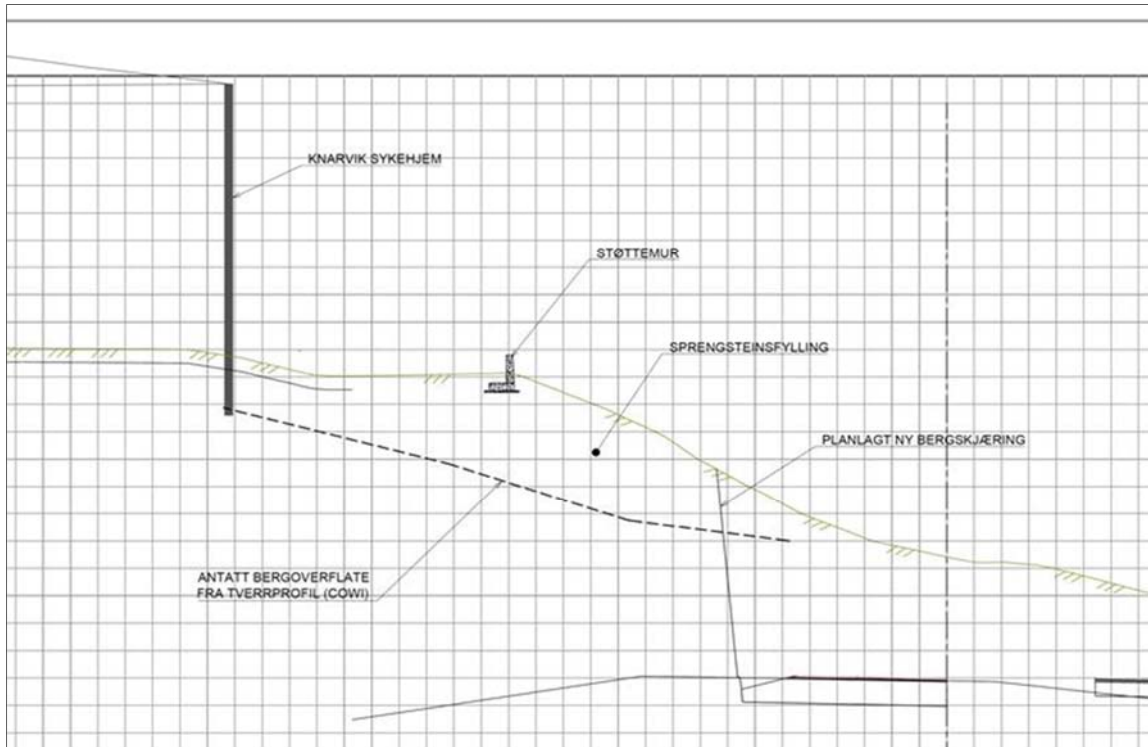 KNARVIK SYKEHJEM
STØTTEMUR
SPRENGSTEINSFYLLING
PLANLAGT NY BERGSKJÆRING
ANTATT BERGOVERFLATE
FRA TVERRPROFIL (COWI)